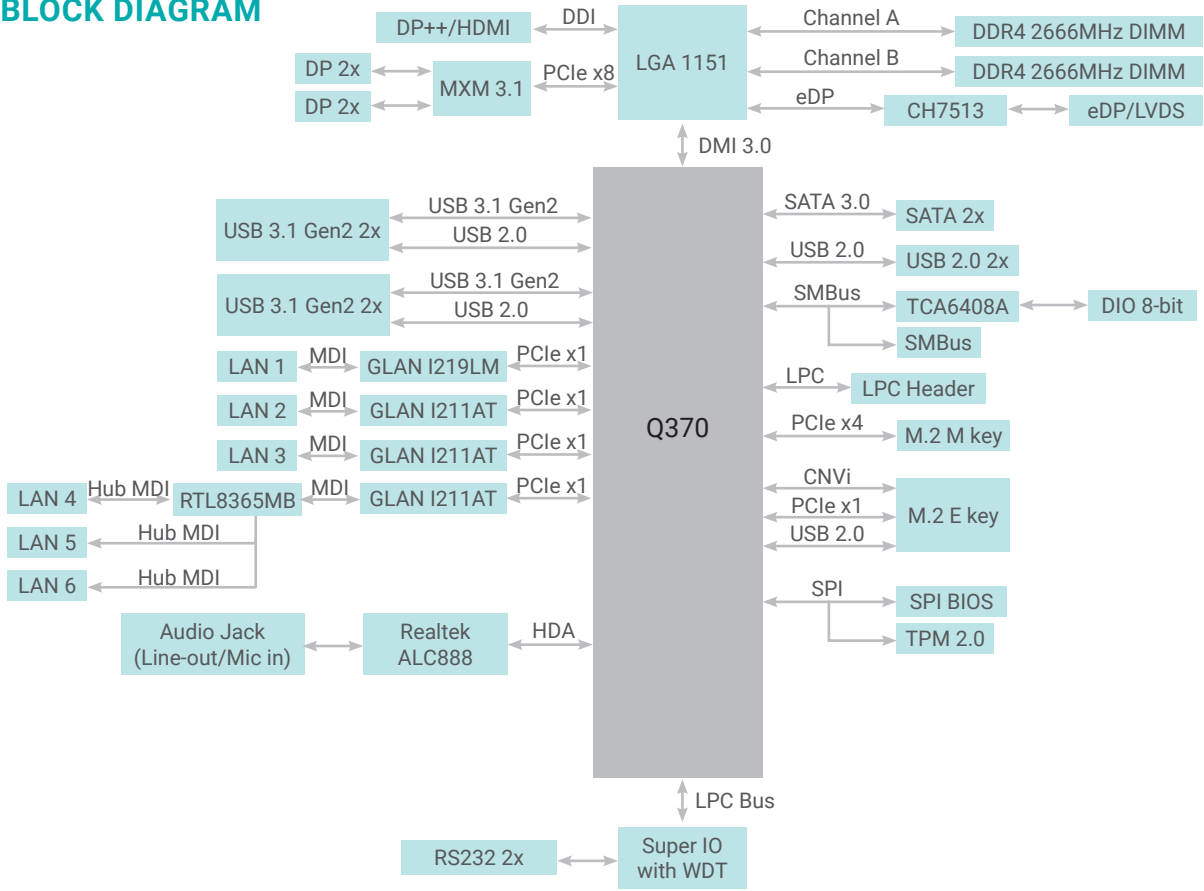 BLOCK DIAGRAM
DP++/HDMI
DDI
LGA 1151
Channel A
DDR4 2666MHz DIMM
Channel B
DDR4 2666MHz DIMM
DP 2x
DP 2x
MXM 3.1
PCIe x8
eDP
CH7513
eDP/LVDS
DMI 3.0
Q370
USB 3.1 Gen2 2x
USB 3.1 Gen2
USB 2.0
USB 3.1 Gen2 2x
USB 3.1 Gen2
USB 2.0
LAN 1
MDI
GLAN I219LM
PCIe x1
LAN 2
MDI
GLAN I211AT
PCIe x1
LAN 3
MDI
GLAN I211AT
PCIe x1
LAN 4
Hub MDI
RTL8365MB
MDI
GLAN I211AT
PCIe x1
LAN 5
Hub MDI
LAN 6
Hub MDI
Audio Jack
(Line-out/Mic in)
Realtek
ALC888
HDA
SATA 3.0
SATA 2x
USB 2.0
USB 2.0 2x
SMBus
TCA6408A
DIO 8-bit
SMBus
LPC
LPC Header
PCIe x4
M.2 M key
CNVi
PCIe x1
USB 2.0
M.2 E key
SPI
SPI BIOS
TPM 2.0
LPC Bus
RS232 2x
Super IO
with WDT